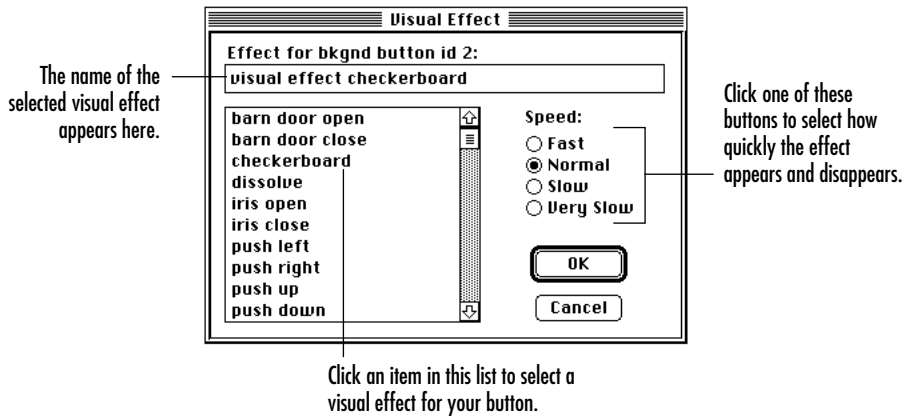 Visual Effect
Effect for bkgnd button id 2:
visual effect checkerboard
The name of the
selected visual effect
appears here.
barn door open
barn door close
checkerboard
dissolve
iris open
iris close
push left
push right
push up
push down
Speed:
Fast
Normal
Slow
Very Slow
OK
Cancel
Click one of these
buttons to select how
quickly the effect
appears and disappears.
Click an item in this list to select a
visual effect for your button.